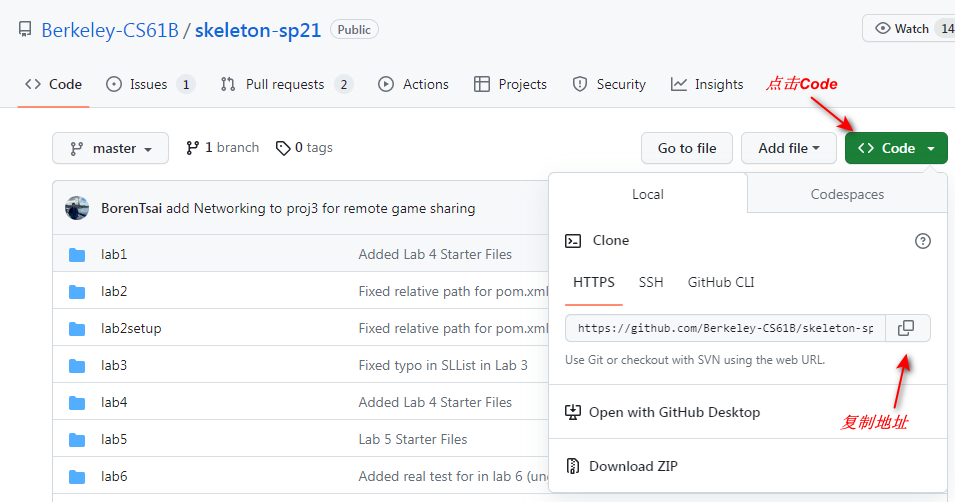 Berkeley-CS61B / skeleton-sp21 Public Watch 14
Code Issues 1 Pull requests 2 Actions Projects Security Insights 点击Code
master 1 branch 0 tags Go to file Add file Code
BorenTsai add Networking to proj3 for remote game sharing
Local Codespaces
Clone
HTTPS SSH GitHub CLI
https://github.com/Berkeley-CS61B/skeleton-sp
Use Git or checkout with SVN using the web URL.
复制地址
Open with GitHub Desktop
Download ZIP
lab1 Added Lab 4 Starter Files
lab2 Fixed relative path for pom.xml
lab2setup Fixed relative path for pom.xml
lab3 Fixed typo in SLList in Lab 3
lab4 Added Lab 4 Starter Files
lab5 Lab 5 Starter Files
lab6 Added real test for in lab 6 (un